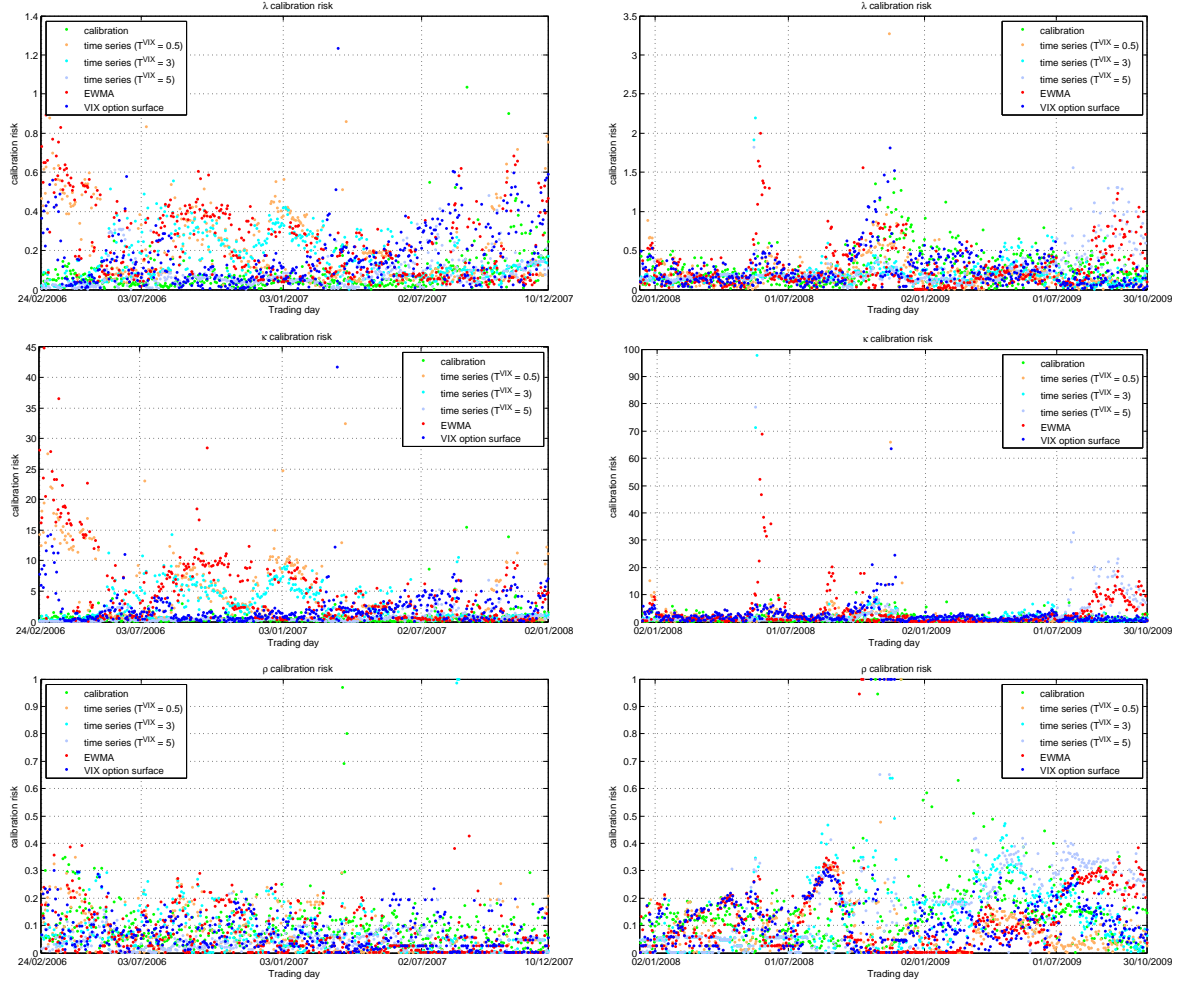 λ calibration risk
1.4
1.2
1
0.8
0.6
0.4
0.2
0
calibration risk
calibration
time series (T^VIX = 0.5)
time series (T^VIX = 3)
time series (T^VIX = 5)
EWMA
VIX option surface
24/02/2006 03/07/2006 03/01/2007 02/07/2007 10/12/2007
Trading day
λ calibration risk
3.5
3
2.5
2
1.5
1
0.5
0
calibration risk
calibration
time series (T^VIX = 0.5)
time series (T^VIX = 3)
time series (T^VIX = 5)
EWMA
VIX option surface
02/01/2008 01/07/2008 02/01/2009 01/07/2009 30/10/2009
Trading day
κ calibration risk
45
40
35
30
25
20
15
10
5
0
calibration risk
calibration
time series (T^VIX = 0.5)
time series (T^VIX = 3)
time series (T^VIX = 5)
EWMA
VIX option surface
24/02/2006 03/07/2006 03/01/2007 02/07/2007 02/01/2008
Trading day
κ calibration risk
100
90
80
70
60
50
40
30
20
10
0
calibration risk
calibration
time series (T^VIX = 0.5)
time series (T^VIX = 3)
time series (T^VIX = 5)
EWMA
VIX option surface
02/01/2008 01/07/2008 02/01/2009 01/07/2009 30/10/2009
Trading day
ρ calibration risk
1
0.9
0.8
0.7
0.6
0.5
0.4
0.3
0.2
0.1
0
calibration risk
calibration
time series (T^VIX = 0.5)
time series (T^VIX = 3)
time series (T^VIX = 5)
EWMA
VIX option surface
24/02/2006 03/07/2006 03/01/2007 02/07/2007 10/12/2007
Trading day
ρ calibration risk
1
0.9
0.8
0.7
0.6
0.5
0.4
0.3
0.2
0.1
0
calibration risk
calibration
time series (T^VIX = 0.5)
time series (T^VIX = 3)
time series (T^VIX = 5)
EWMA
VIX option surface
02/01/2008 01/07/2008 02/01/2009 01/07/2009 30/10/2009
Trading day